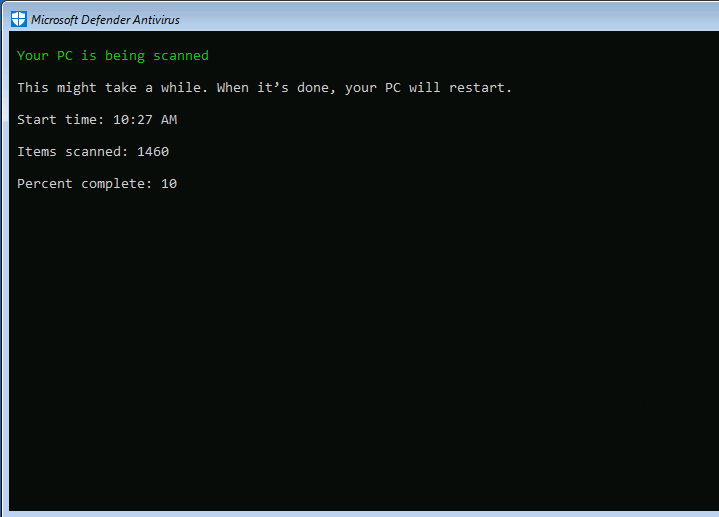 Microsoft Defender Antivirus
Your PC is being scanned
This might take a while. When it’s done, your PC will restart.
Start time: 10:27 AM
Items scanned: 1460
Percent complete: 10